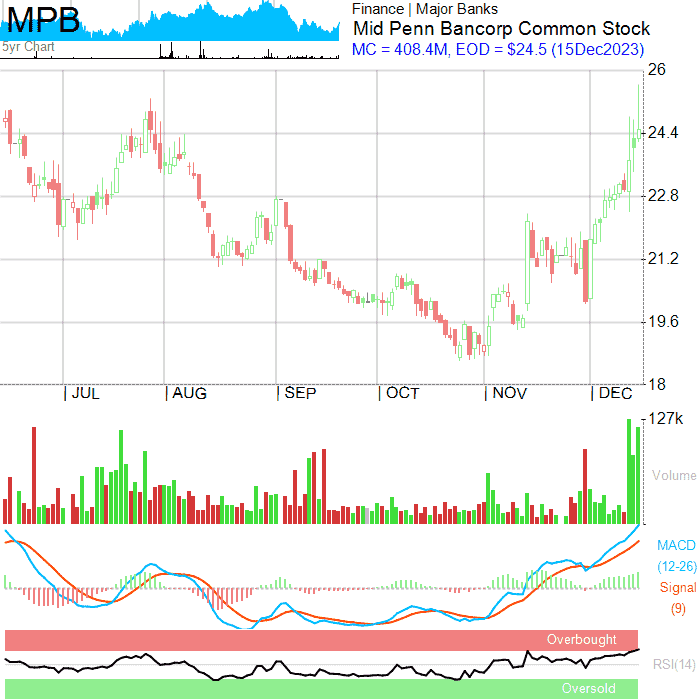 MPB
5yr Chart
Finance | Major Banks
Mid Penn Bancorp Common Stock
MC = 408.4M, EOD = $24.5 (15Dec2023)
26
24.4
22.8
21.2
19.6
18
| JUL | AUG | SEP | OCT | NOV | DEC
127k
Volume
MACD
(12-26)
Signal
(9)
Overbought
RSI(14)
Oversold